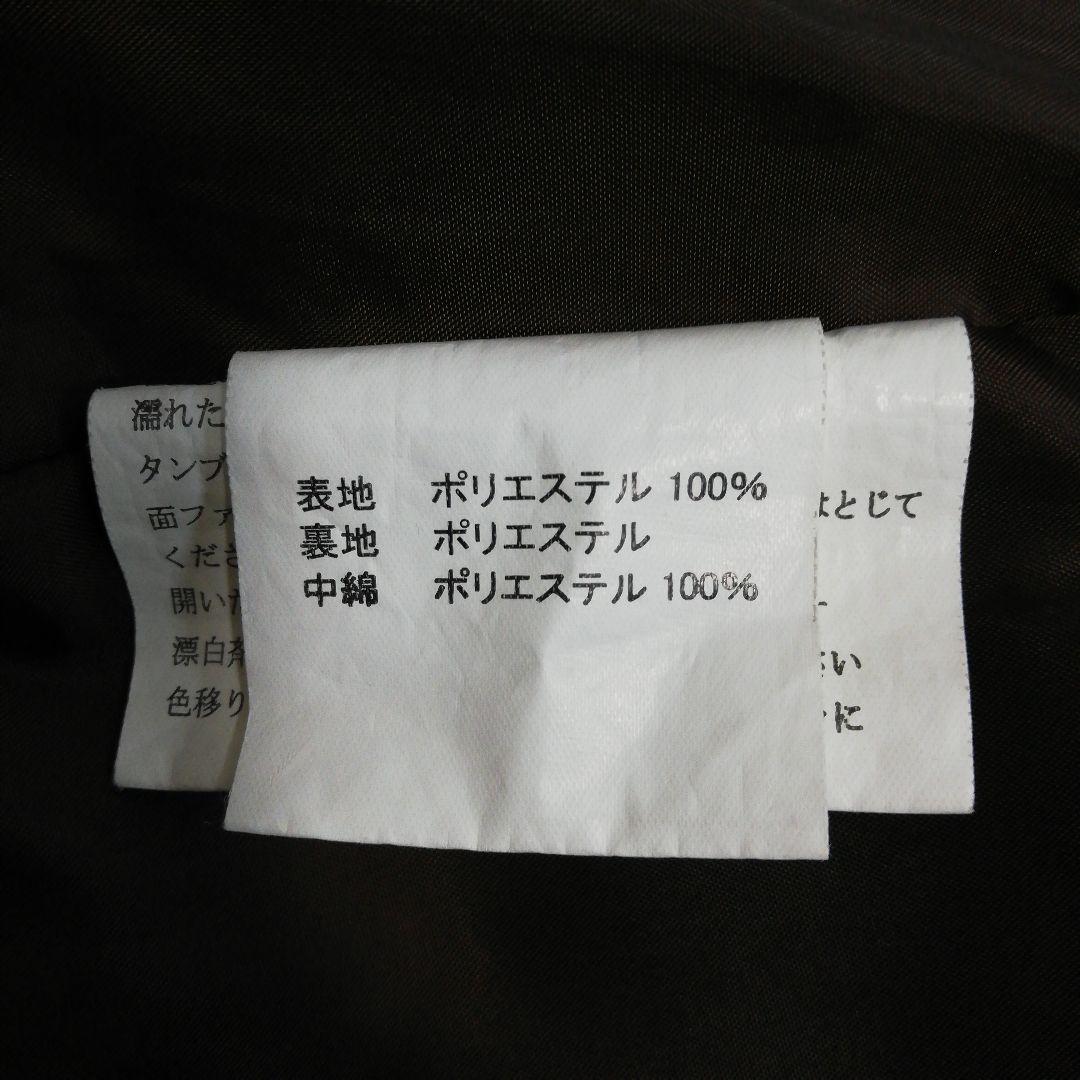 表地 ポリエステル 100%
裏地 ポリエステル
中綿 ポリエステル 100%
濡れた
タンブ
面ファ
くださ
開いた
漂白剤
色移り
はとじて
さい
に